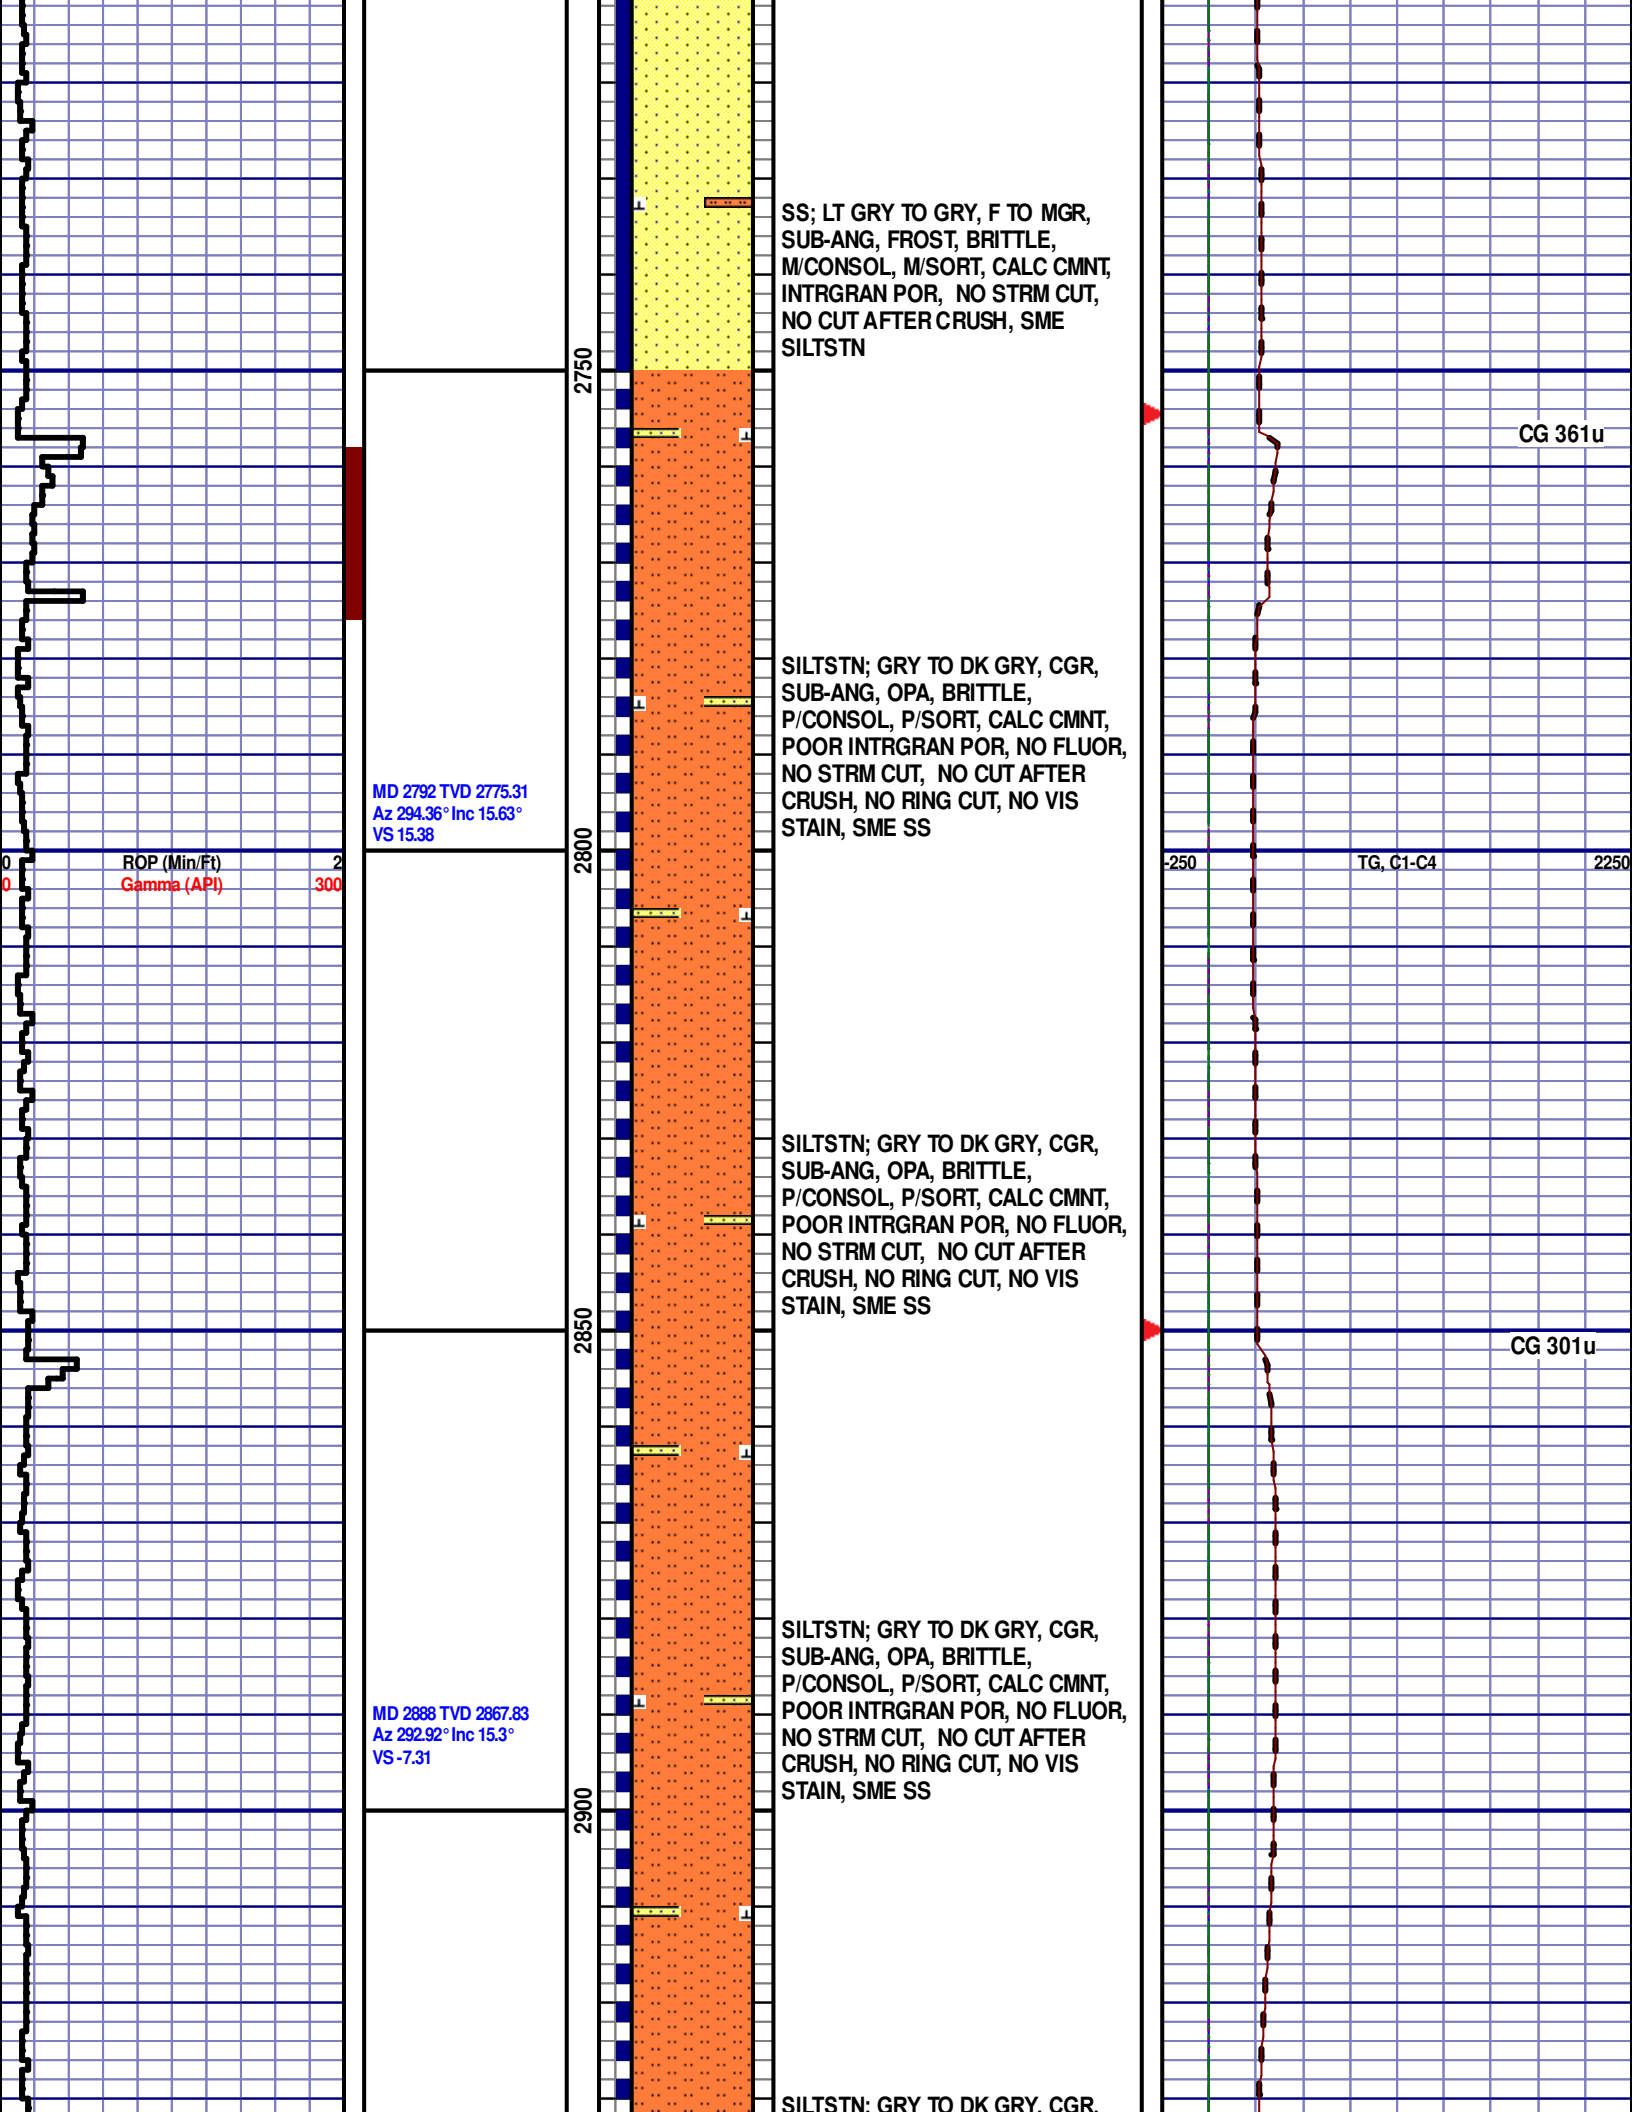 SS; LT GRY TO GRY, F TO MGR,
SUB-ANG, FROST, BRITTLE,
M/CONSOL, M/SORT, CALC CMNT,
INTRGRAN POR, NO STRM CUT,
NO CUT AFTER CRUSH, SME
SILTSTN
2750
CG 361u
SILTSTN; GRY TO DK GRY, CGR,
SUB-ANG, OPA, BRITTLE,
P/CONSOL, P/SORT, CALC CMNT,
POOR INTRGRAN POR, NO FLUOR,
NO STRM CUT, NO CUT AFTER
CRUSH, NO RING CUT, NO VIS
STAIN, SME SS
MD 2792 TVD 2775.31
Az 294.36° Inc 15.63°
VS 15.38
2800
0 ROP (Min/Ft) 2
0 Gamma (API) 300
-250 TG, C1-C4 2250
SILTSTN; GRY TO DK GRY, CGR,
SUB-ANG, OPA, BRITTLE,
P/CONSOL, P/SORT, CALC CMNT,
POOR INTRGRAN POR, NO FLUOR,
NO STRM CUT, NO CUT AFTER
CRUSH, NO RING CUT, NO VIS
STAIN, SME SS
2850
CG 301u
SILTSTN; GRY TO DK GRY, CGR,
SUB-ANG, OPA, BRITTLE,
P/CONSOL, P/SORT, CALC CMNT,
POOR INTRGRAN POR, NO FLUOR,
NO STRM CUT, NO CUT AFTER
CRUSH, NO RING CUT, NO VIS
STAIN, SME SS
MD 2888 TVD 2867.83
Az 292.92° Inc 15.3°
VS -7.31
2900
SILTSTN; GRY TO DK GRY, CGR,